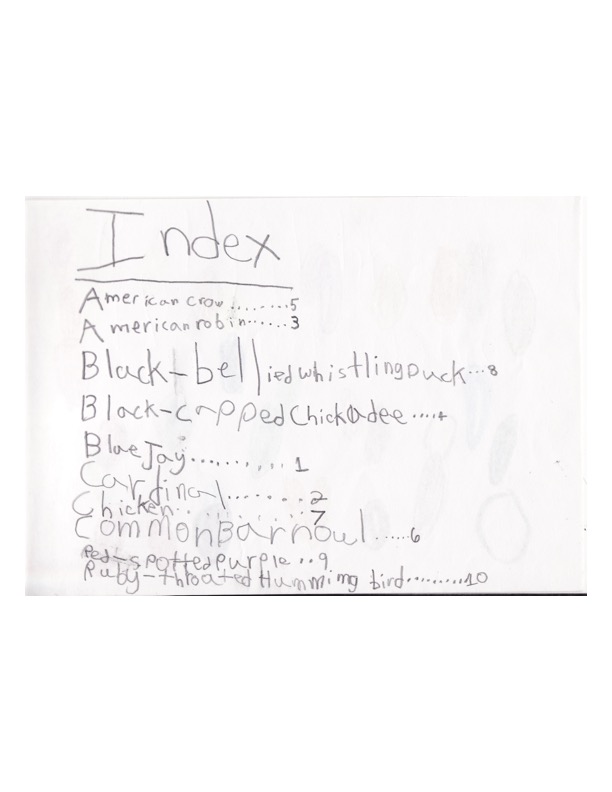 Index
American crow........5
American robin......3
Black-bellied whistling Duck...8
Black-capped Chickadee....4
Blue Jay..........1
Cardinal.......2
Chicken............7
Common Barn owl.....6
Red-spotted Purple..9
Ruby-throated Humming bird.........10